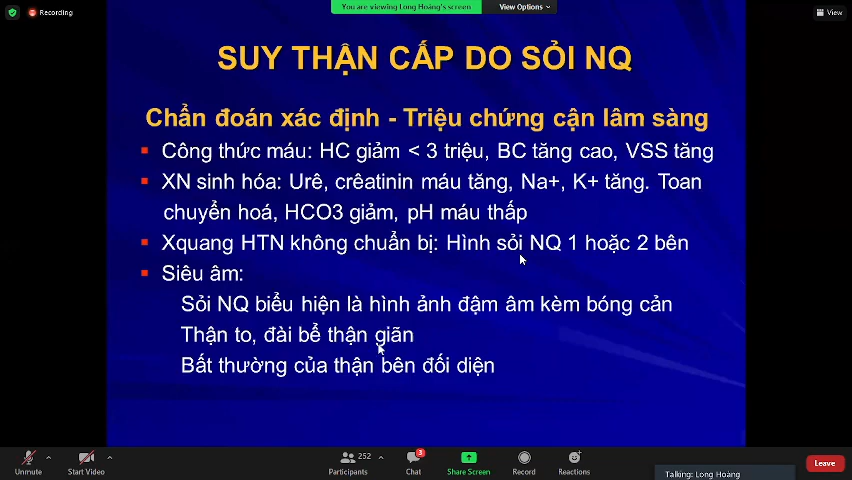 Recording
You are viewing Long Hoàng's screen
View Options
View
SUY THẬN CẤP DO SỎI NQ
Chẩn đoán xác định - Triệu chứng cận lâm sàng
Công thức máu: HC giảm < 3 triệu, BC tăng cao, VSS tăng
XN sinh hóa: Urê, crêatinin máu tăng, Na+, K+ tăng. Toan
chuyển hoá, HCO3 giảm, pH máu thấp
Xquang HTN không chuẩn bị: Hình sỏi NQ 1 hoặc 2 bên
Siêu âm:
Sỏi NQ biểu hiện là hình ảnh đậm âm kèm bóng cản
Thận to, đài bể thận giãn
Bất thường của thận bên đối diện
Unmute
Start Video
252
Participants
3
Chat
Share Screen
Record
Reactions
Talking: Long Hoàng
Leave